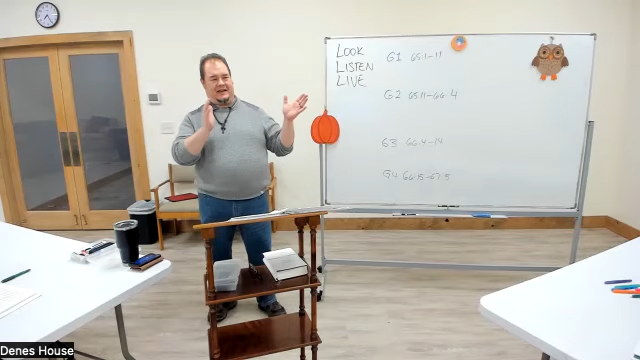 LOOK
LISTEN
LIVE
G1 65.1-11
G2 65.11-66.4
G3 66.4-14
G4 66.15-67.5
Denes House